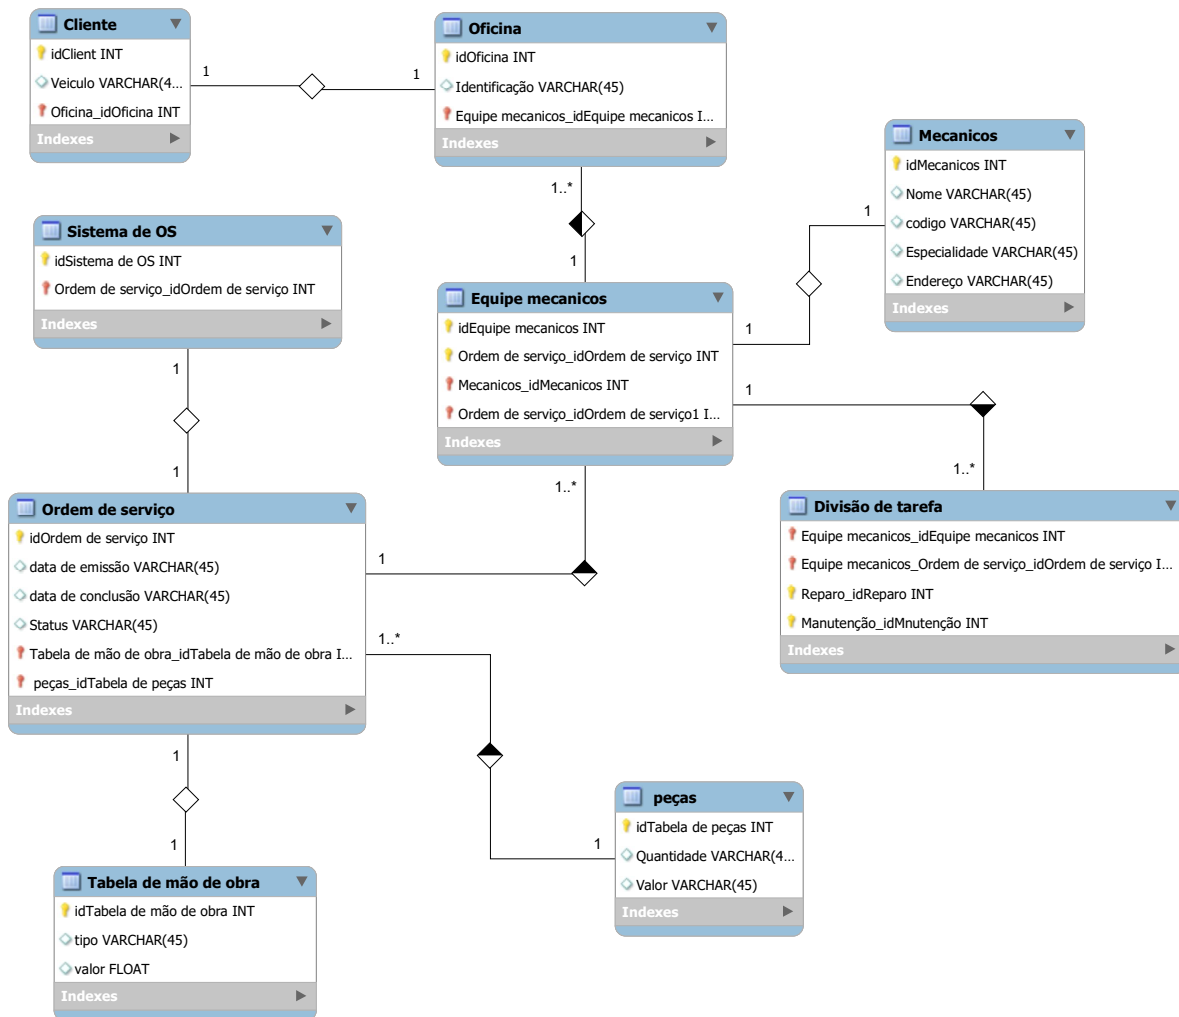 Cliente
idClient INT
Veiculo VARCHAR(4...
Oficina_idOficina INT
Indexes
1
1
Oficina
idOficina INT
Identificação VARCHAR(45)
Equipe mecanicos_idEquipe mecanicos I...
Indexes
1..*
1
Mecanicos
idMecanicos INT
Nome VARCHAR(45)
codigo VARCHAR(45)
Especialidade VARCHAR(45)
Endereço VARCHAR(45)
Indexes
1
1
Sistema de OS
idSistema de OS INT
Ordem de serviço_idOrdem de serviço INT
Indexes
1
1
Equipe mecanicos
idEquipe mecanicos INT
Ordem de serviço_idOrdem de serviço INT
Mecanicos_idMecanicos INT
Ordem de serviço_idOrdem de serviço1 I...
Indexes
1
1..*
1..*
1
Divisão de tarefa
Equipe mecanicos_idEquipe mecanicos INT
Equipe mecanicos_Ordem de serviço_idOrdem de serviço I...
Reparo_idReparo INT
Manutenção_idMnutenção INT
Indexes
Ordem de serviço
idOrdem de serviço INT
data de emissão VARCHAR(45)
data de conclusão VARCHAR(45)
Status VARCHAR(45)
Tabela de mão de obra_idTabela de mão de obra I...
peças_idTabela de peças INT
Indexes
1..*
1
1
1
peças
idTabela de peças INT
Quantidade VARCHAR(4...
Valor VARCHAR(45)
Indexes
Tabela de mão de obra
idTabela de mão de obra INT
tipo VARCHAR(45)
valor FLOAT
Indexes